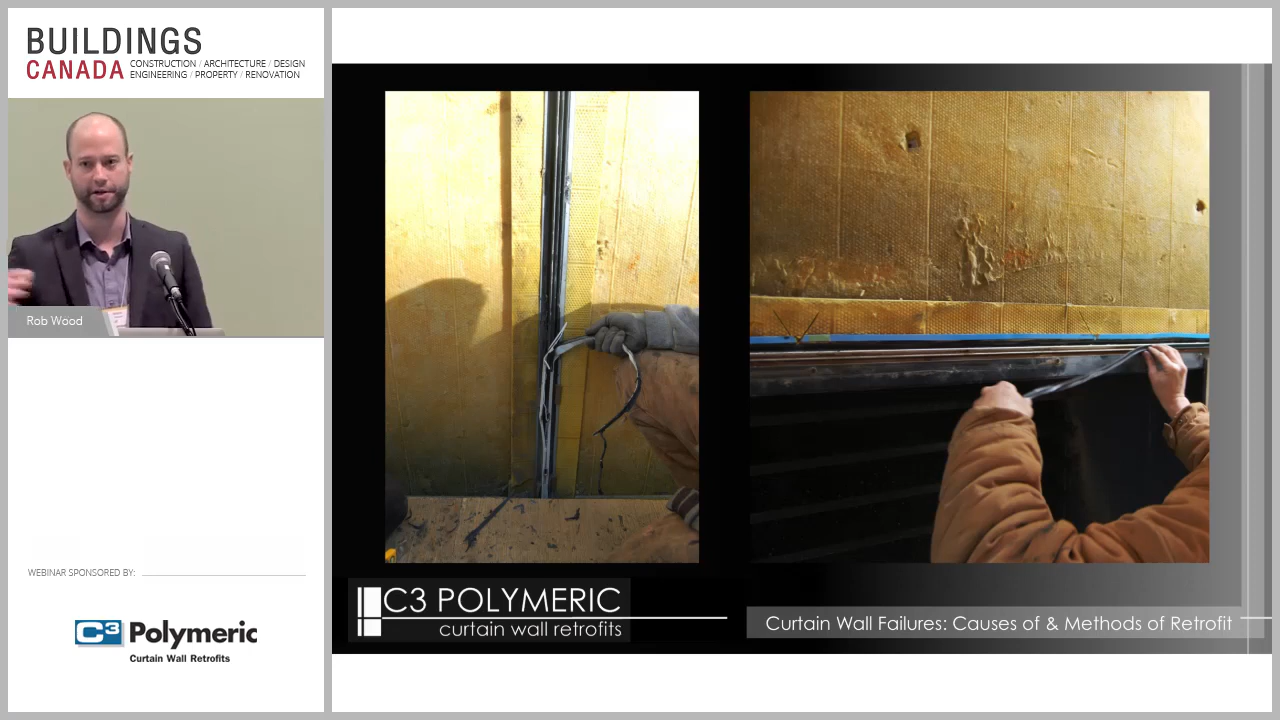 BUILDINGS
CANADA
CONSTRUCTION / ARCHITECTURE / DESIGN
ENGINEERING / PROPERTY / RENOVATION
Rob Wood
WEBINAR SPONSORED BY:
C3 Polymeric
Curtain Wall Retrofits
C3 POLYMERIC
curtain wall retrofits
Curtain Wall Failures: Causes of & Methods of Retrofit